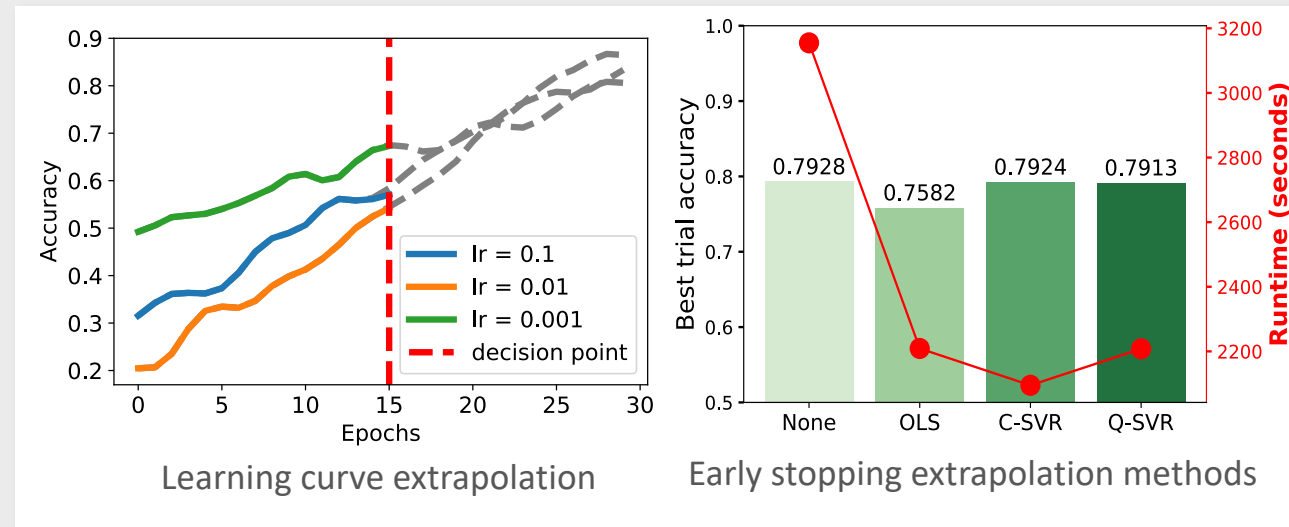 0.9
0.8
0.7
0.6
0.5
0.4
0.3
0.2
Accuracy
lr = 0.1
lr = 0.01
lr = 0.001
decision point
0 5 10 15 20 25 30
Epochs
Learning curve extrapolation
1.0
0.9
0.8
0.7
0.6
0.5
Best trial accuracy
0.7928
0.7582
0.7924
0.7913
None OLS C-SVR Q-SVR
3200
3000
2800
2600
2400
2200
Runtime (seconds)
Early stopping extrapolation methods